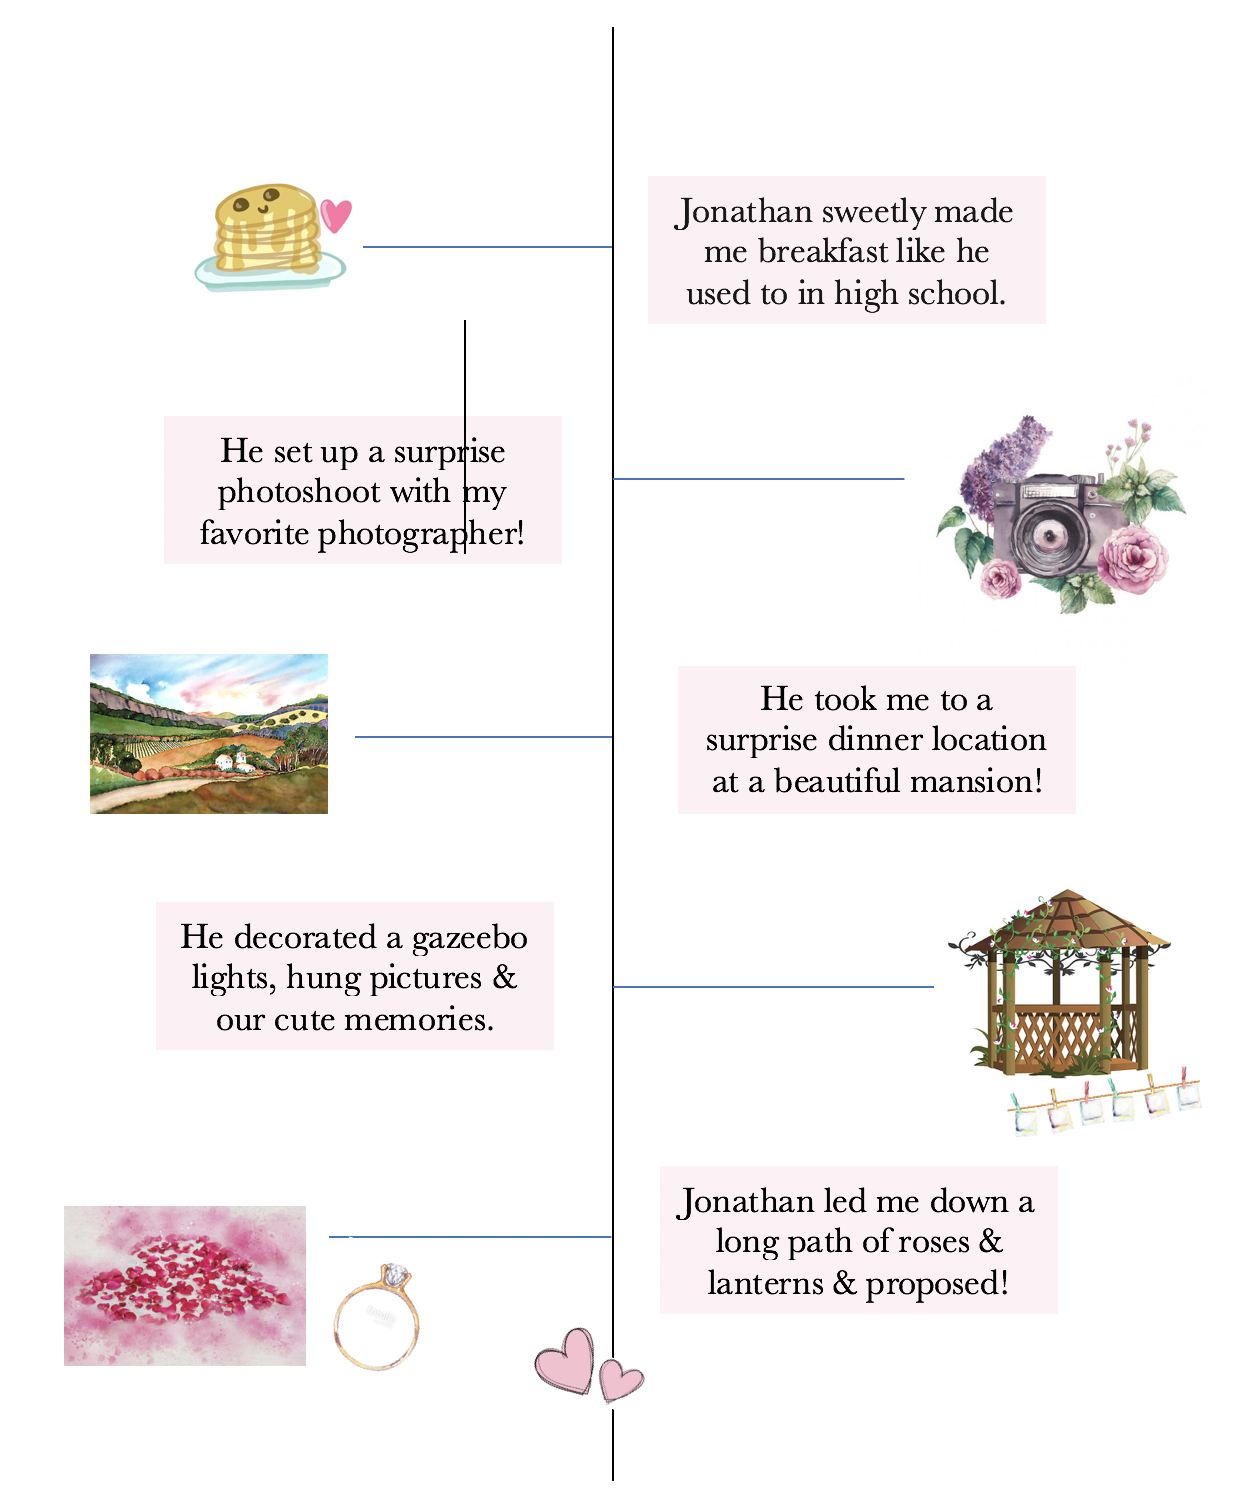 Jonathan sweetly made
me breakfast like he
used to in high school.
He set up a surprise
photoshoot with my
favorite photographer!
He took me to a
surprise dinner location
at a beautiful mansion!
He decorated a gazeebo
lights, hung pictures &
our cute memories.
Jonathan led me down a
long path of roses &
lanterns & proposed!